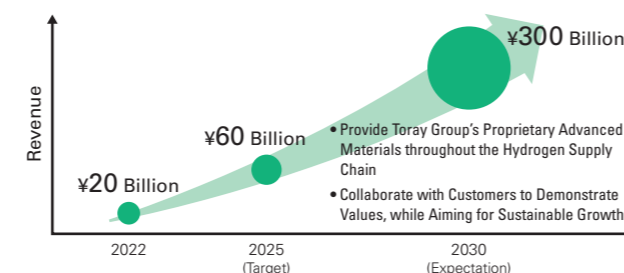 Revenue
¥300 Billion
¥60 Billion
¥20 Billion
• Provide Toray Group's Proprietary Advanced
Materials throughout the Hydrogen Supply
Chain
• Collaborate with Customers to Demonstrate
Values, while Aiming for Sustainable Growth
2022
2025
(Target)
2030
(Expectation)